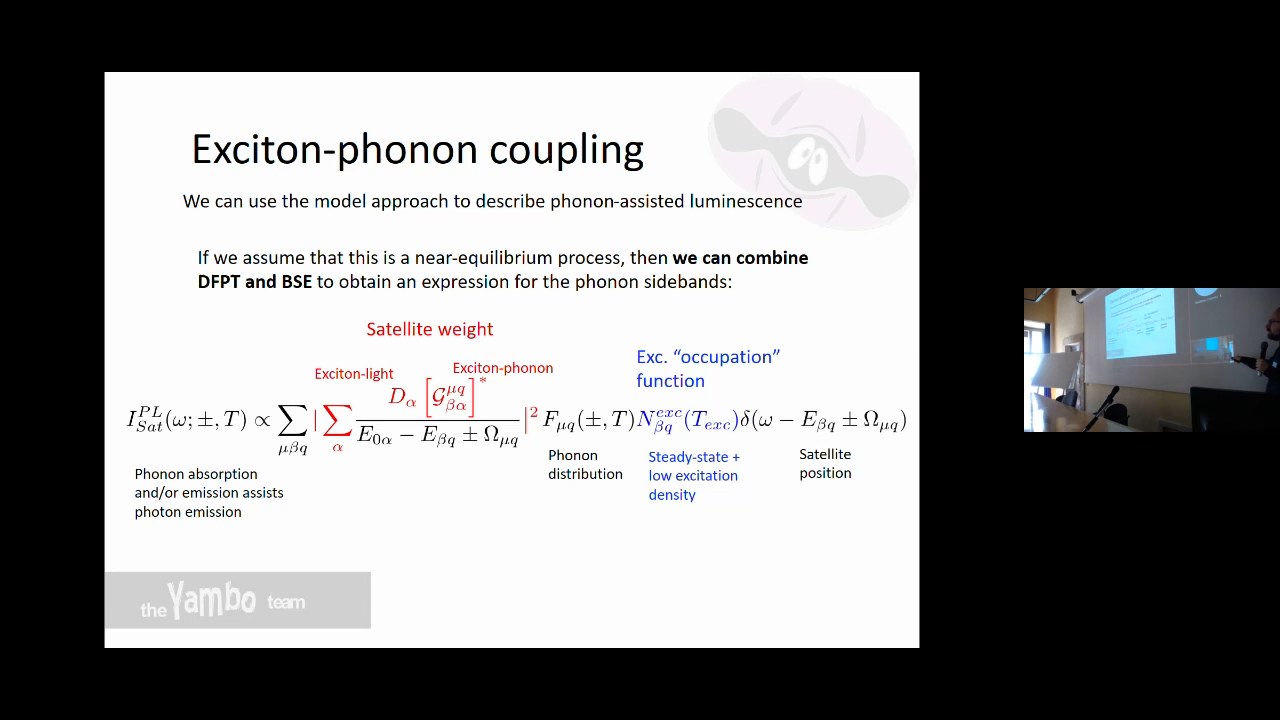 Exciton-phonon coupling
We can use the model approach to describe phonon-assisted luminescence
If we assume that this is a near-equilibrium process, then we can combine
DFPT and BSE to obtain an expression for the phonon sidebands:
Satellite weight
Exciton-light
Exciton-phonon
Exc. “occupation”
function
I_{Sat}^{PL}(ω;±,T) ∝ ∑_{μβq} |∑_α D_α [𝒢_{βα}^{μq}]^* / (E_{0α} − E_{βq} ± Ω_{μq})|^2 F_{μq}(±,T) N_{βq}^{exc}(T_{exc}) δ(ω − E_{βq} ± Ω_{μq})
Phonon absorption
and/or emission assists
photon emission
Phonon
distribution
Steady-state +
low excitation
density
Satellite
position
the Yambo team